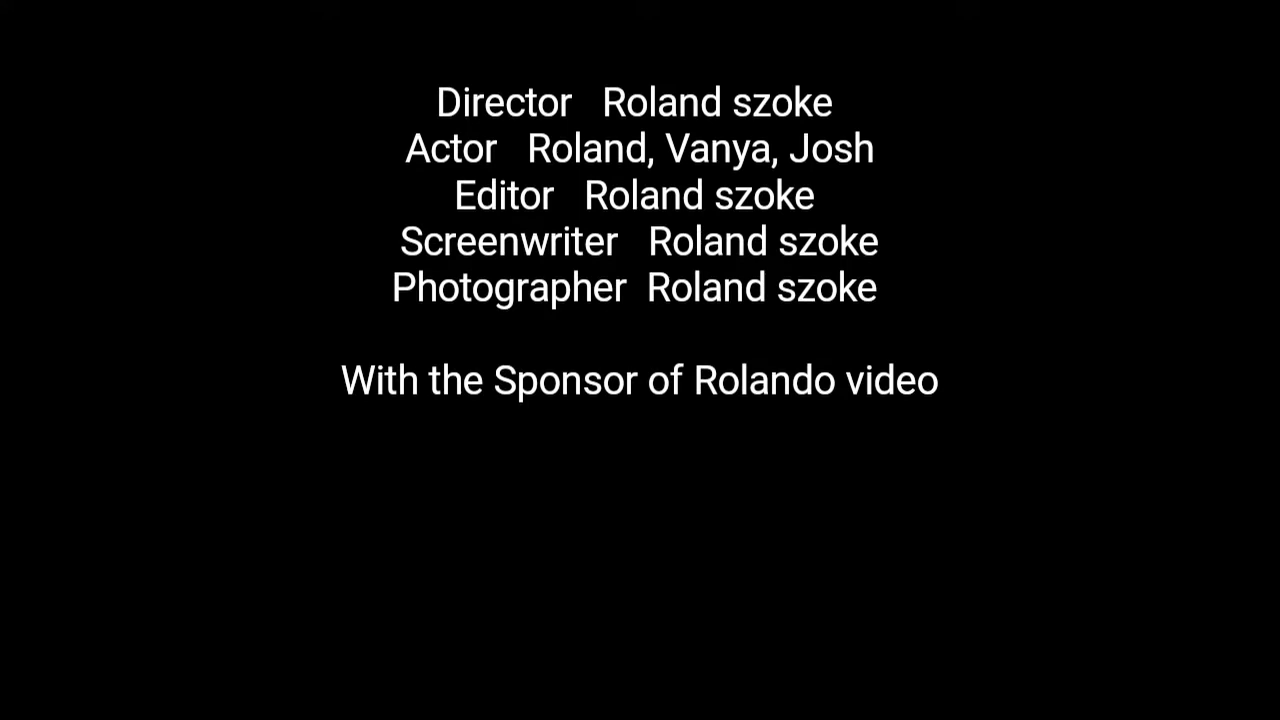 Director   Roland szoke
Actor   Roland, Vanya, Josh
Editor   Roland szoke
Screenwriter   Roland szoke
Photographer  Roland szoke
With the Sponsor of Rolando video